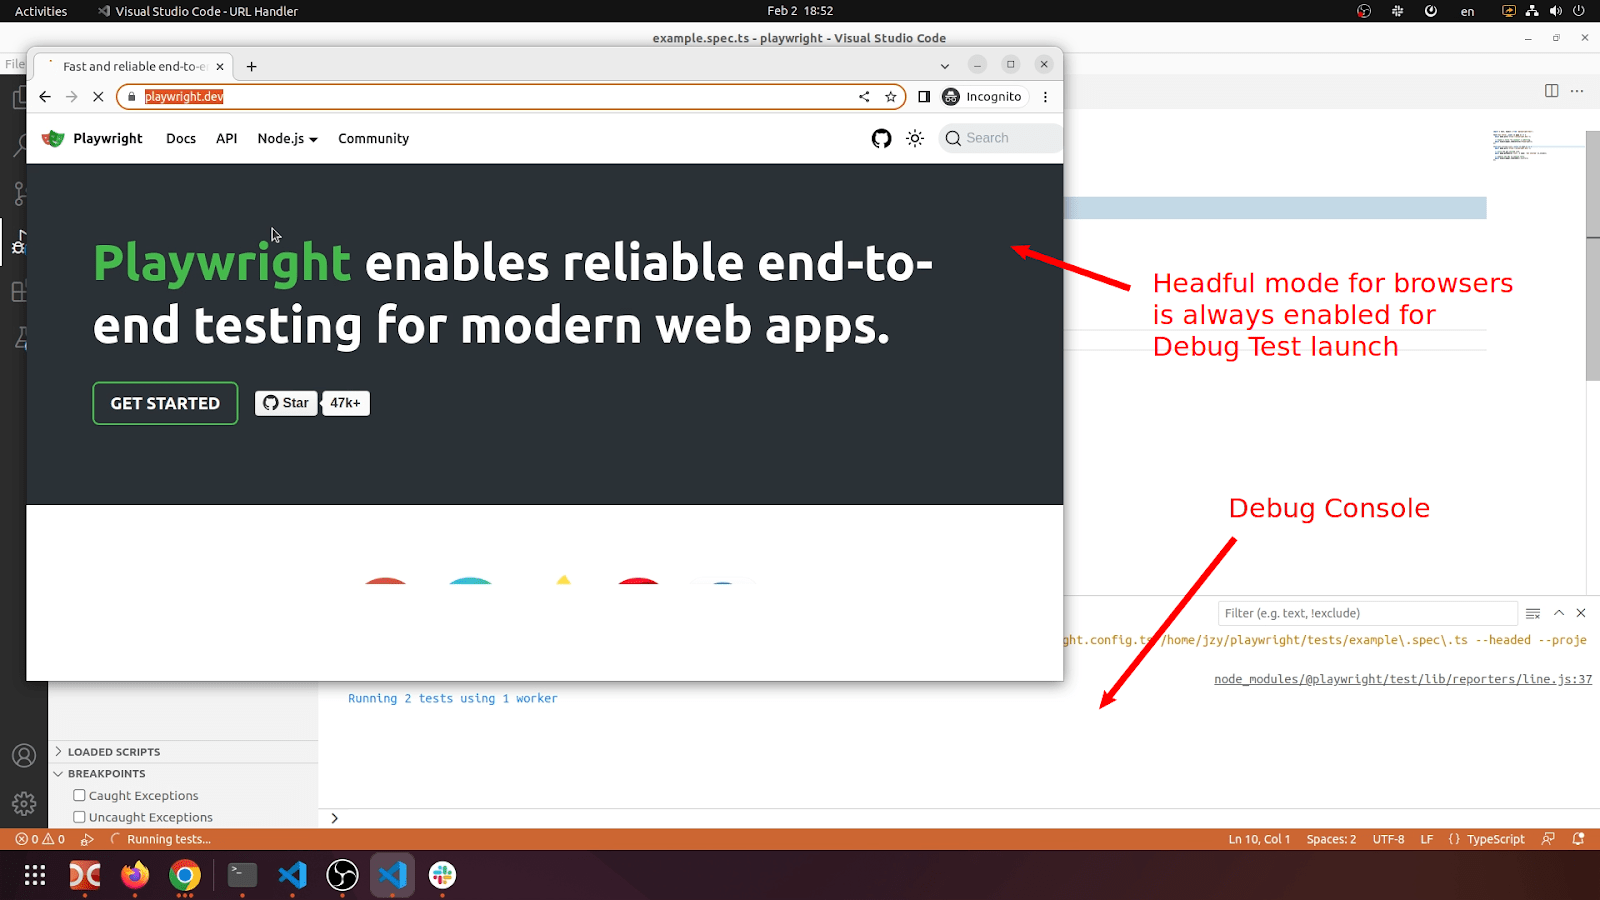 Activities
Visual Studio Code - URL Handler
Feb 2 18:52
en
example.spec.ts - playwright - Visual Studio Code
File
Fast and reliable end-to-e
playwright.dev
Incognito
Playwright
Docs
API
Node.js
Community
Search
Playwright enables reliable end-to-
end testing for modern web apps.
GET STARTED
Star
47k+
Headful mode for browsers
is always enabled for
Debug Test launch
Debug Console
Filter (e.g. text, !exclude)
ght.config.ts /home/jzy/playwright/tests/example\.spec\.ts --headed --proje
node_modules/@playwright/test/lib/reporters/line.js:37
Running 2 tests using 1 worker
LOADED SCRIPTS
BREAKPOINTS
Caught Exceptions
Uncaught Exceptions
0
0
Running tests...
Ln 10, Col 1
Spaces: 2
UTF-8
LF
{ } TypeScript